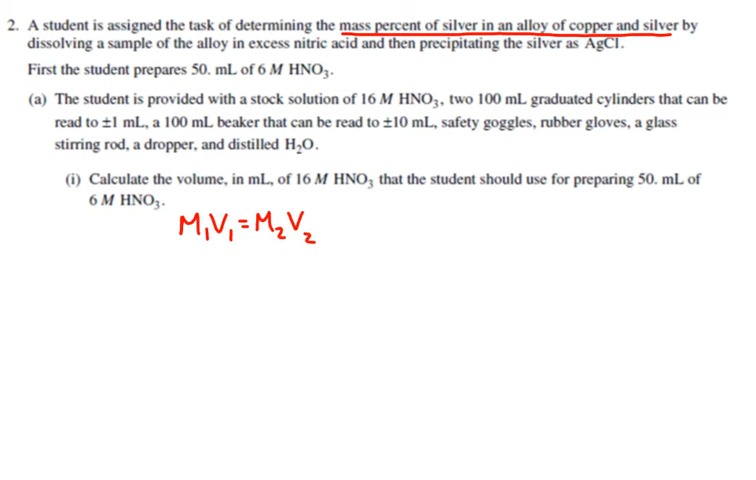 2. A student is assigned the task of determining the mass percent of silver in an alloy of copper and silver by
dissolving a sample of the alloy in excess nitric acid and then precipitating the silver as AgCl.
First the student prepares 50. mL of 6 M HNO₃.
(a) The student is provided with a stock solution of 16 M HNO₃, two 100 mL graduated cylinders that can be
read to ±1 mL, a 100 mL beaker that can be read to ±10 mL, safety goggles, rubber gloves, a glass
stirring rod, a dropper, and distilled H₂O.
(i) Calculate the volume, in mL, of 16 M HNO₃ that the student should use for preparing 50. mL of
6 M HNO₃.
M₁V₁=M₂V₂